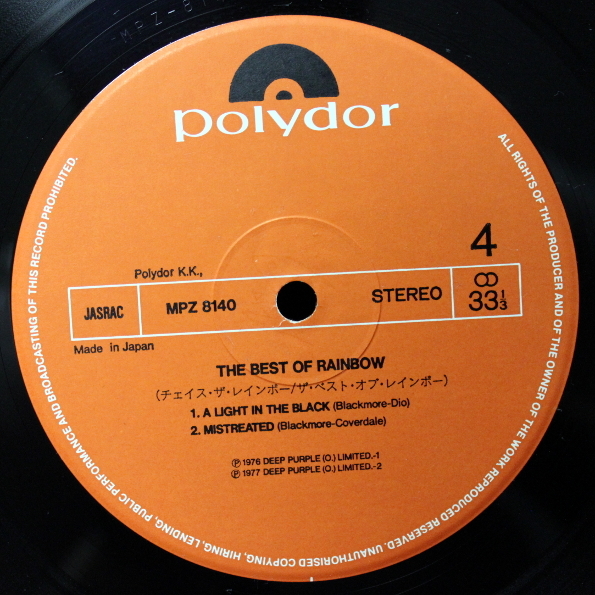 MPZ-81
polydor
4
Polydor K.K.,
JASRAC
MPZ 8140
STEREO
33 1/3
Made in Japan
THE BEST OF RAINBOW
(チェイス・ザ・レインボー/ザ・ベスト・オブ・レインボー)
1. A LIGHT IN THE BLACK (Blackmore-Dio)
2. MISTREATED (Blackmore-Coverdale)
Ⓟ 1976 DEEP PURPLE (O.) LIMITED.-1
Ⓟ 1977 DEEP PURPLE (O.) LIMITED.-2
ALL RIGHTS OF THE PRODUCER AND OF THE OWNER OF THE WORK REPRODUCED RESERVED. UNAUTHORISED COPYING, HIRING, LENDING, PUBLIC PERFORMANCE AND BROADCASTING OF THIS RECORD PROHIBITED.